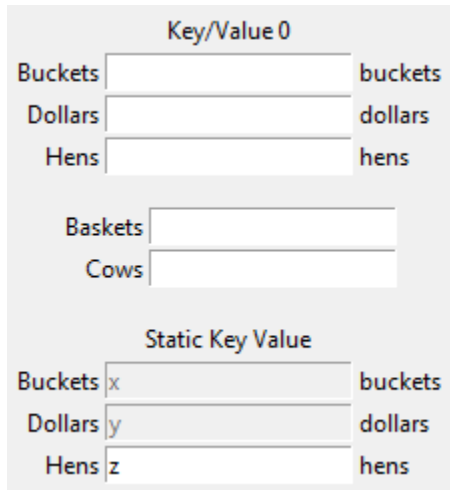 Key/Value 0
Buckets buckets
Dollars dollars
Hens hens
Baskets
Cows
Static Key Value
Buckets x buckets
Dollars y dollars
Hens z hens